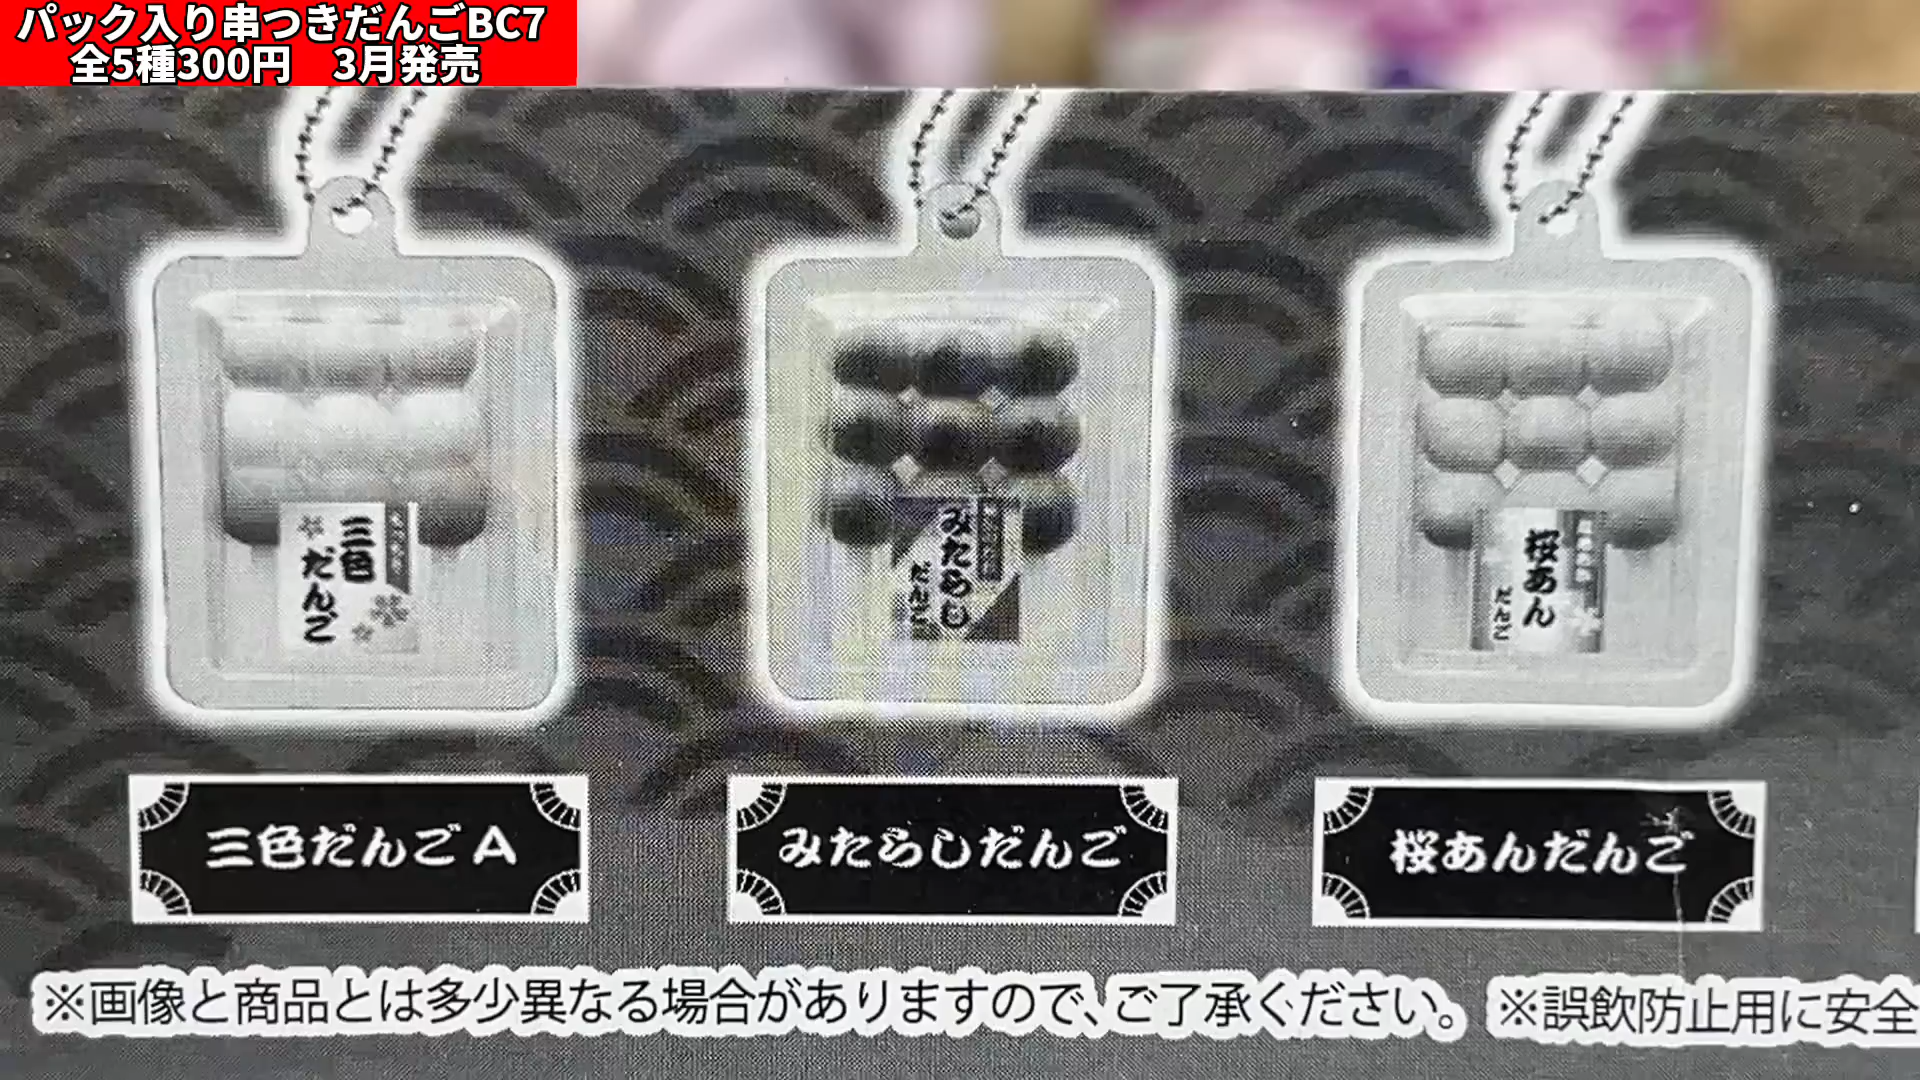 パック入り串つきだんごBC7
全5種300円　3月発売
三色
だんご
みたらし
だんご
桜あん
だんご
三色だんご A
みたらしだんご
桜あんだんご
※画像と商品とは多少異なる場合がありますので、ご了承ください。 ※誤飲防止用に安全